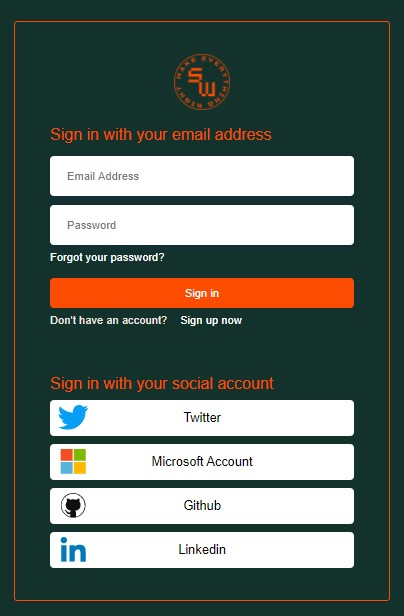 MAKE EVERYTHING RIGHT
SW
Sign in with your email address
Email Address
Password
Forgot your password?
Sign in
Don't have an account? Sign up now
Sign in with your social account
Twitter
Microsoft Account
Github
in Linkedin